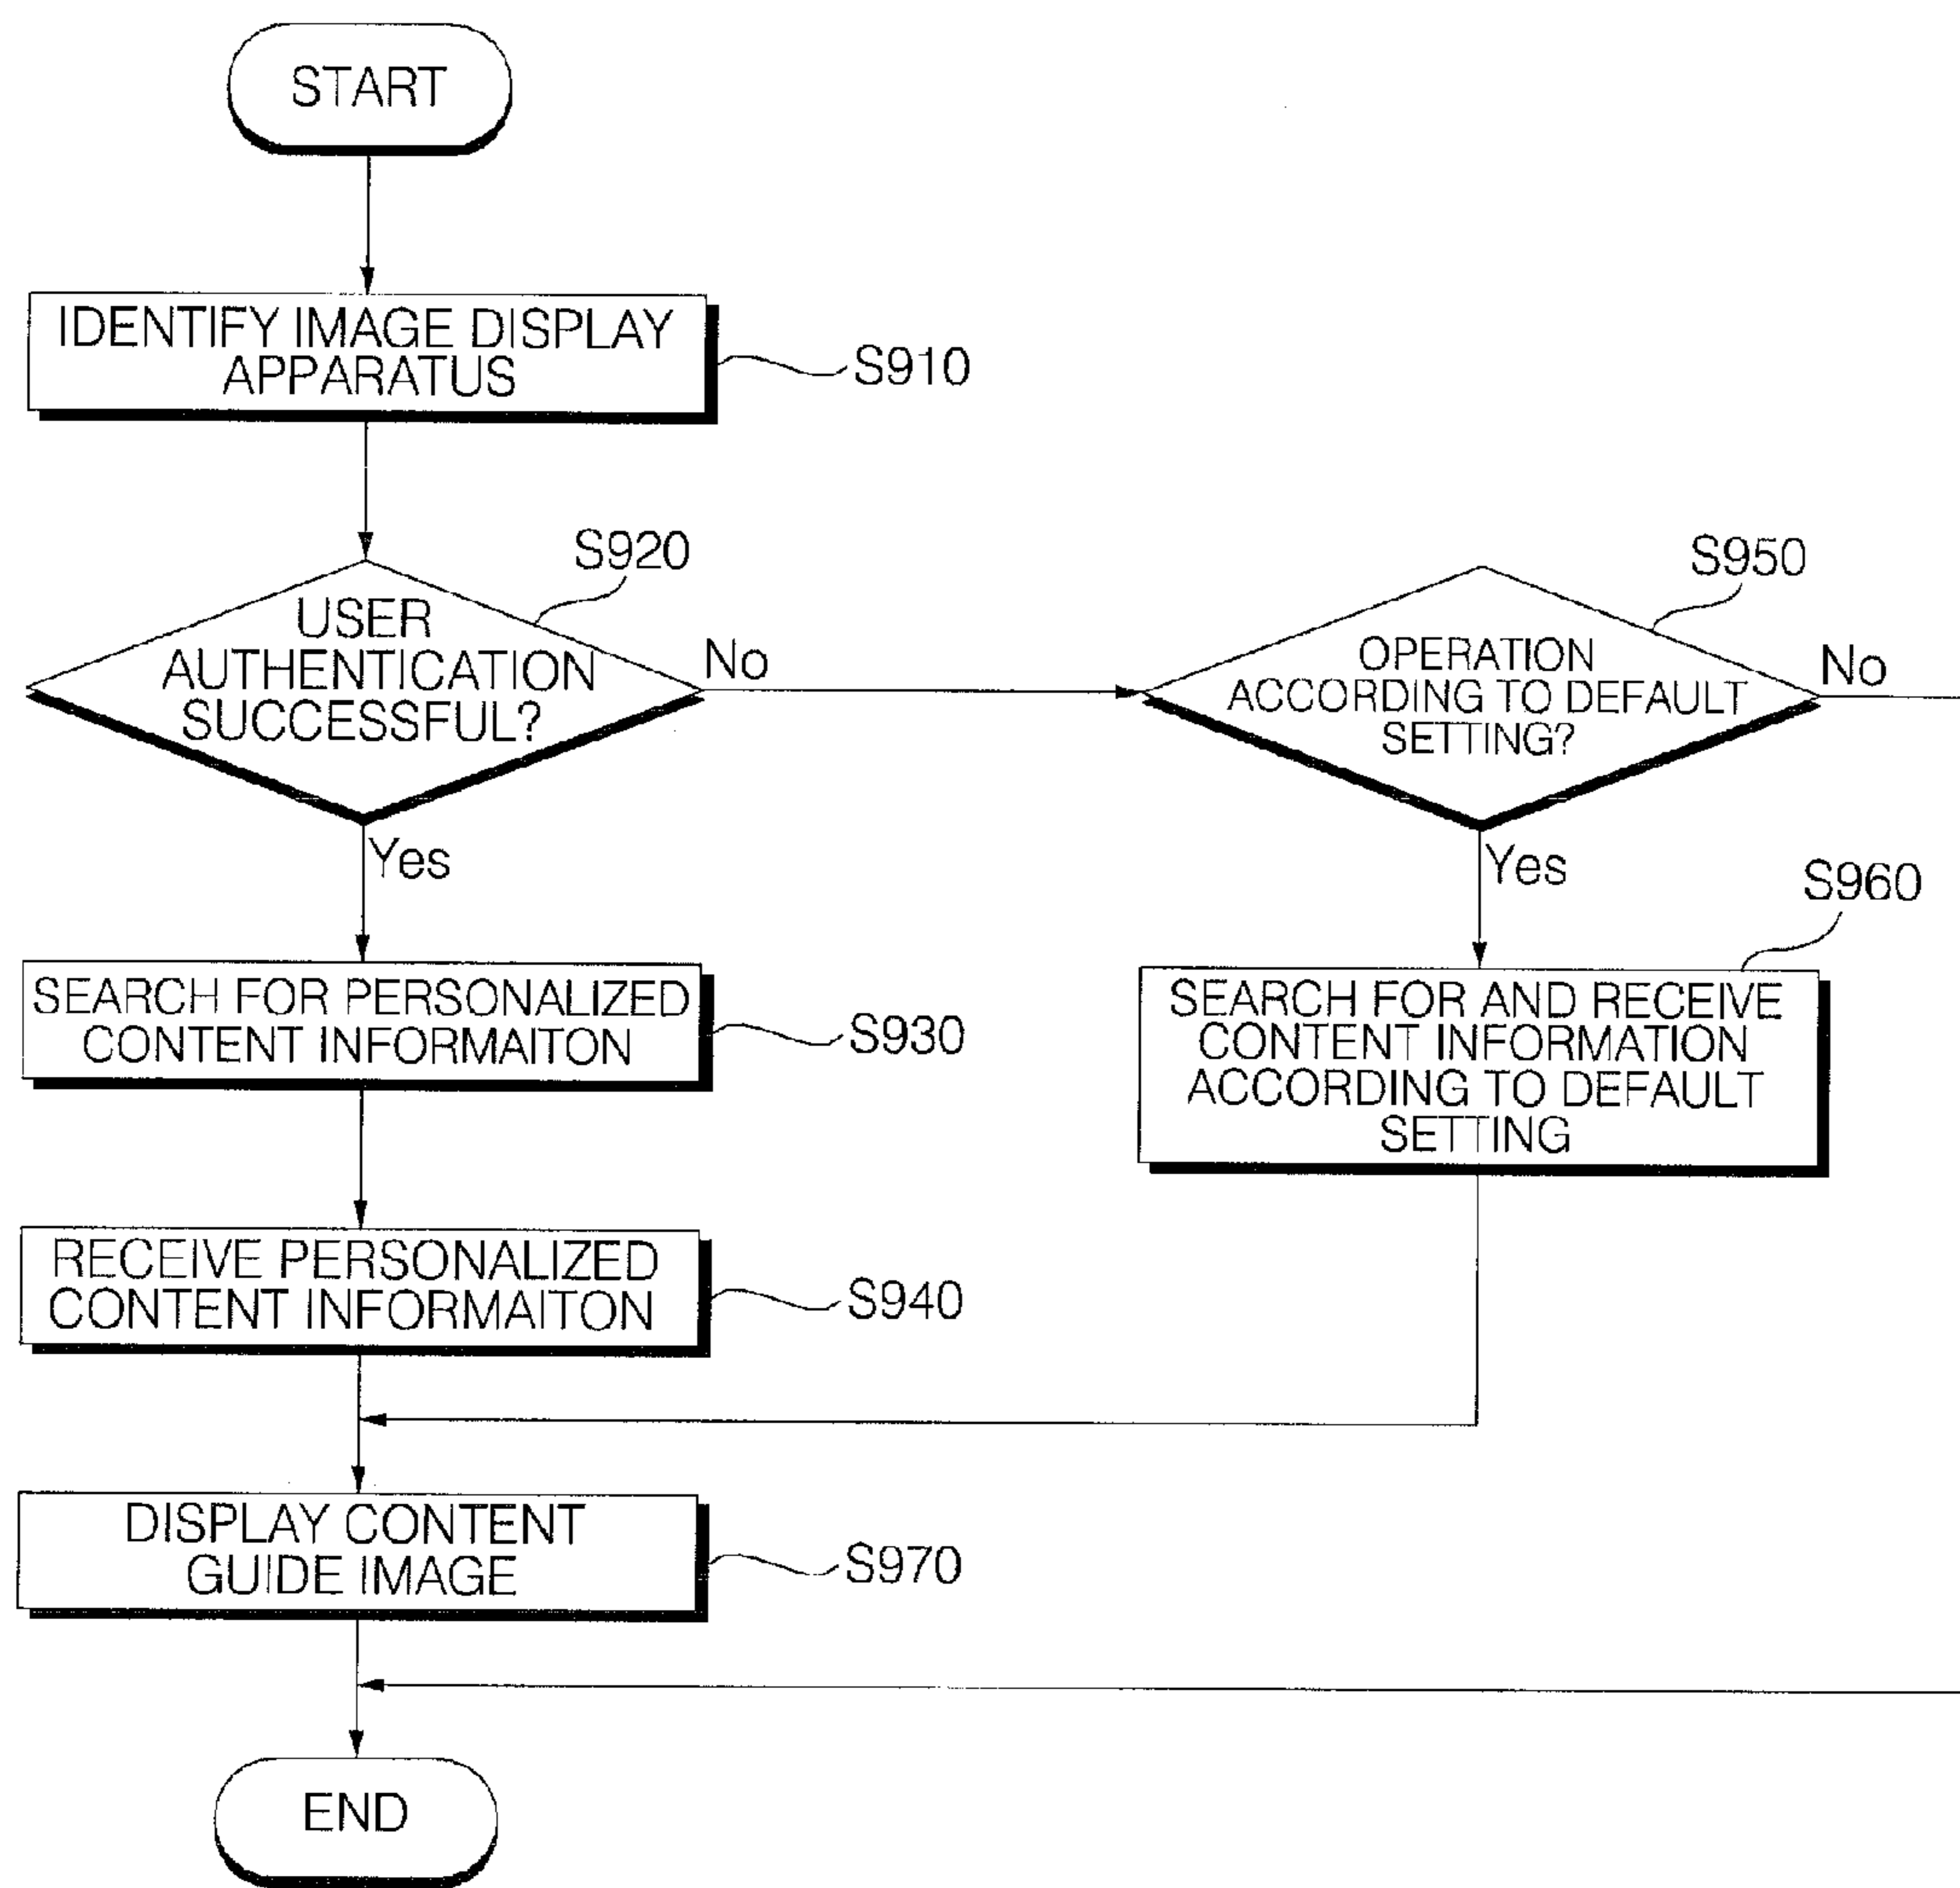 START
IDENTIFY IMAGE DISPLAY
APPARATUS
S910
S920
USER
AUTHENTICATION
SUCCESSFUL?
No
Yes
S950
OPERATION
ACCORDING TO DEFAULT
SETTING?
No
Yes
S960
SEARCH FOR PERSONALIZED
CONTENT INFORMAITON
S930
SEARCH FOR AND RECEIVE
CONTENT INFORMATION
ACCORDING TO DEFAULT
SETTING
RECEIVE PERSONALIZED
CONTENT INFORMAITON
S940
DISPLAY CONTENT
GUIDE IMAGE
S970
END